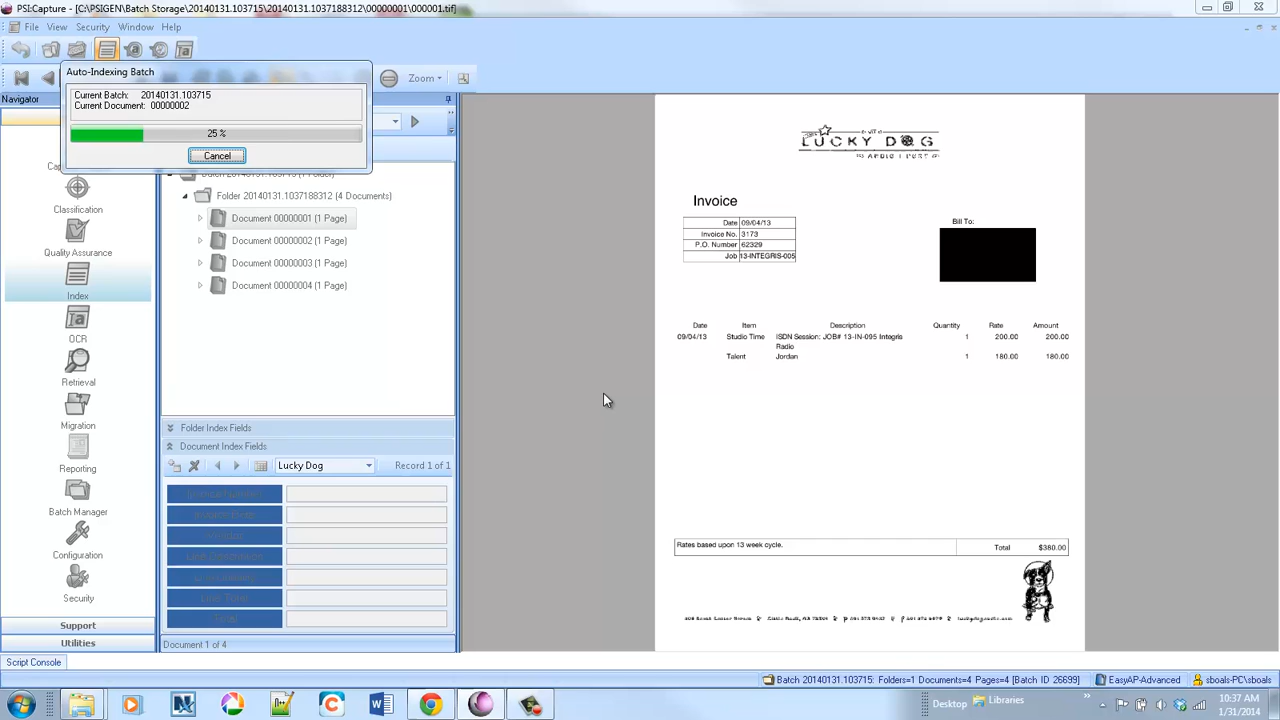 PSI:Capture - [C:\PSIGEN\Batch Storage\20140131.103715\20140131.1037188312\00000001\000001.tif]
File View Security Window Help
Zoom
Auto-Indexing Batch
Current Batch: 20140131.103715
Current Document: 00000002
25 %
Cancel
Navigator
Classification
Quality Assurance
Index
OCR
Retrieval
Migration
Reporting
Batch Manager
Configuration
Security
Support
Utilities
Script Console
Folder 20140131.1037188312 [4 Documents]
Document 00000001 (1 Page)
Document 00000002 (1 Page)
Document 00000003 (1 Page)
Document 00000004 (1 Page)
Folder Index Fields
Document Index Fields
Lucky Dog
Record 1 of 1
Document 1 of 4
LUCKY DOG
Invoice
Date 09/04/13
Invoice No. 3173
P.O. Number 62329
Job 13-INTEGRIS-005
Bill To:
Date Item Description Quantity Rate Amount
09/04/13 Studio Time ISDN Session: JOB# 13-IN-095 Integris 1 200.00 200.00
Radio
Talent Jordan 1 180.00 180.00
Rates based upon 13 week cycle. Total $380.00
Batch 20140131.103715: Folders=1 Documents=4 Pages=4 [Batch ID 26699] EasyAP-Advanced sboals-PC\sboals
Desktop Libraries
10:37 AM
1/31/2014